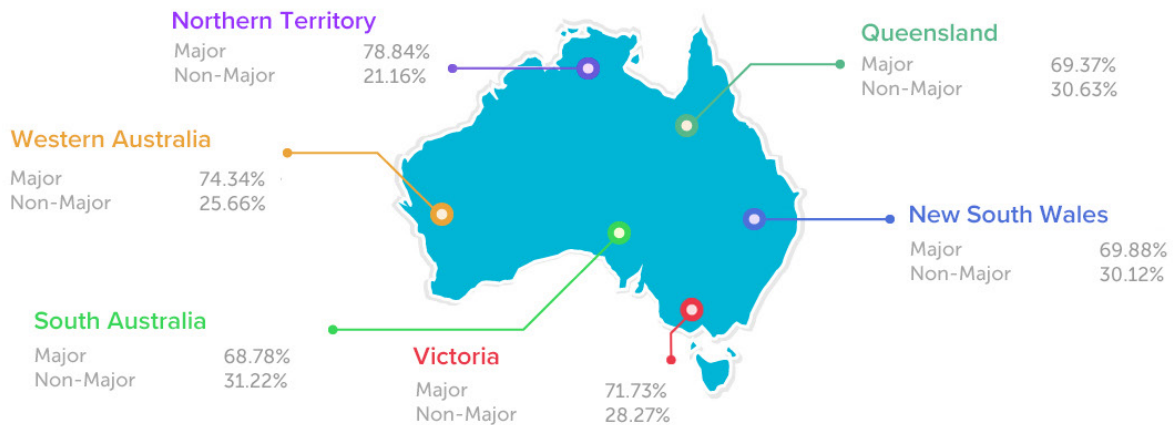 Northern Territory
Major 78.84%
Non-Major 21.16%
Queensland
Major 69.37%
Non-Major 30.63%
Western Australia
Major 74.34%
Non-Major 25.66%
New South Wales
Major 69.88%
Non-Major 30.12%
South Australia
Major 68.78%
Non-Major 31.22%
Victoria
Major 71.73%
Non-Major 28.27%